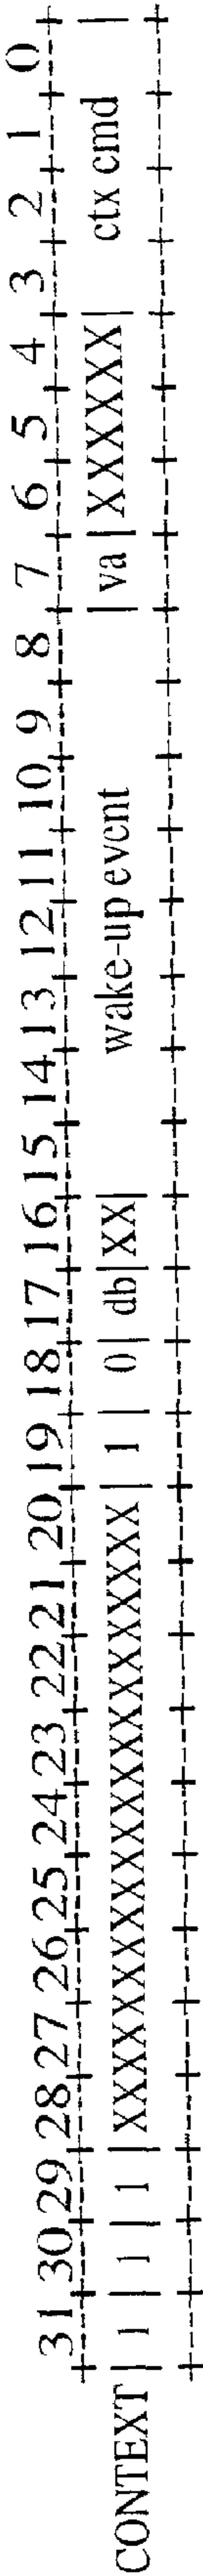 31 30 29 28 27 26 25 24 23 22 21 20 19 18 17 16 15 14 13 12 11 10 9 8 7 6 5 4 3 2 1 0
CONTEXT | 1 | 1 | 1 | XXXXXXXXXXXXXXXXXXXXXX | 1 | 0 | db | XX | wake-up event | va | XXXXXX | ctx cmd |